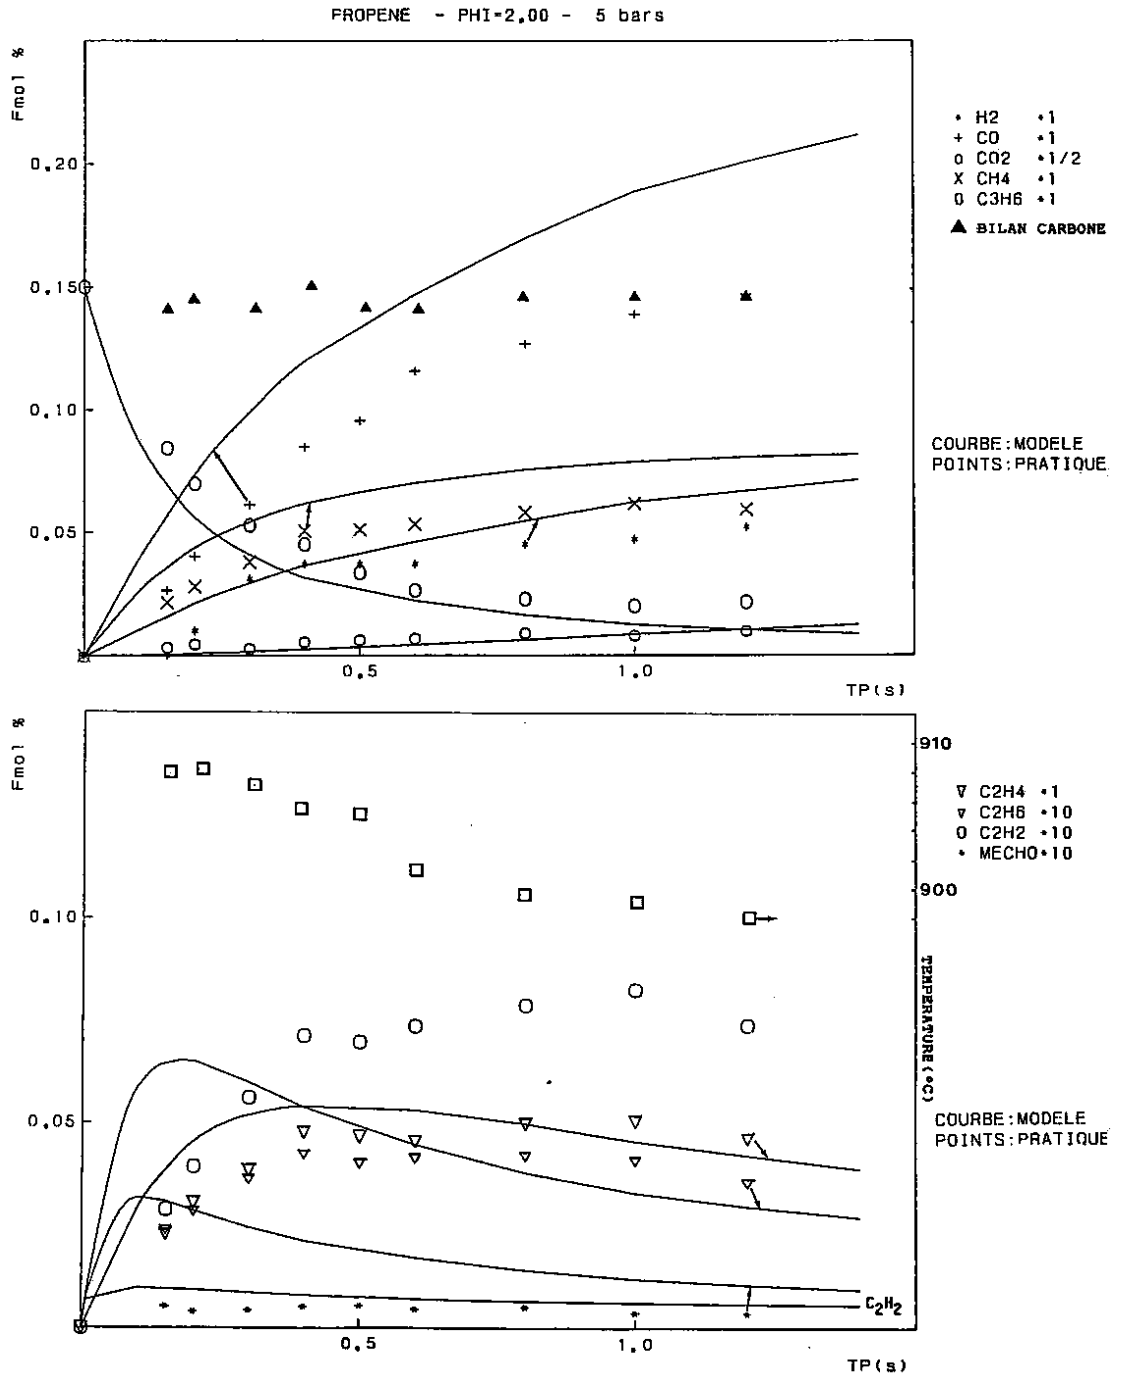 PROPENE - PHI=2,00 - 5 bars
Fmol %
0.20
0.15
0.10
0.05
0.5
1.0
TP(s)
* H2 *1
+ CO *1
o CO2 *1/2
X CH4 *1
O C3H6 *1
▲ BILAN CARBONE
COURBE:MODELE
POINTS:PRATIQUE
Fmol %
0.10
0.05
0.5
1.0
TP(s)
910
900
TEMPERATURE(°C)
▽ C2H4 *1
▽ C2H6 *10
O C2H2 *10
* MECHO*10
COURBE:MODELE
POINTS:PRATIQUE
C₂H₂